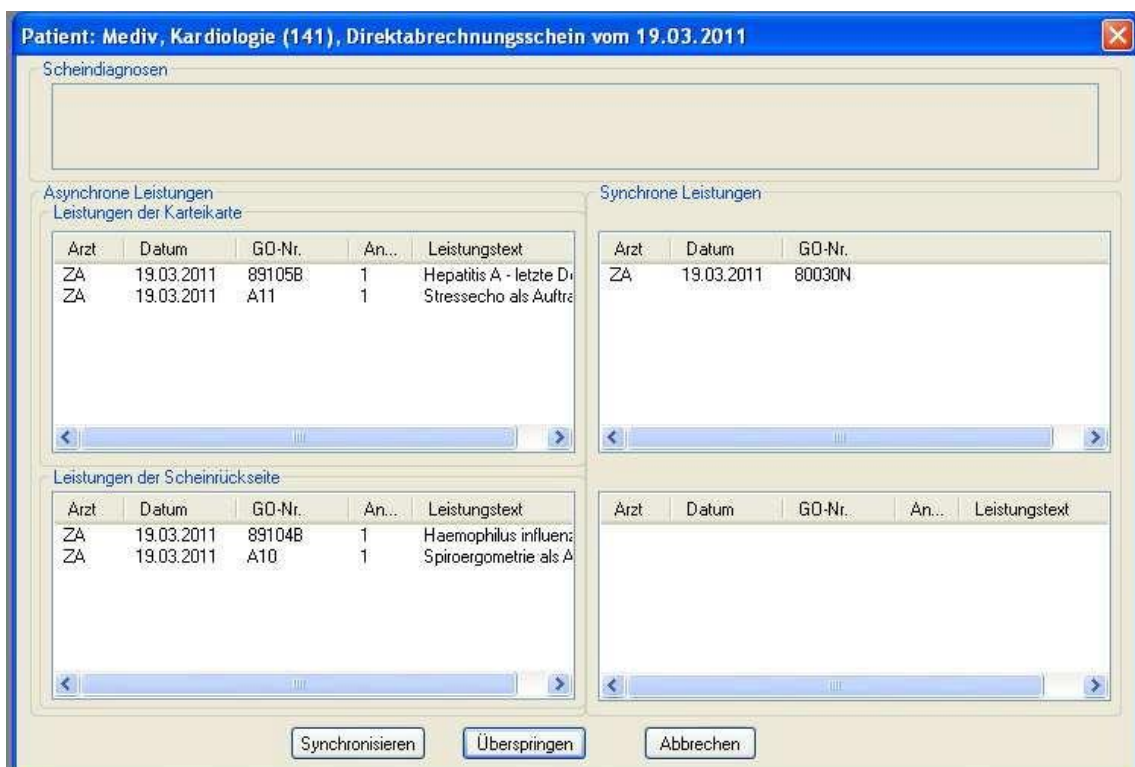 Patient: Mediv, Kardiologie (141), Direktabrechnungsschein vom 19.03.2011
Scheindiagnosen
Asynchrone Leistungen
Leistungen der Karteikarte
Arzt Datum GO-Nr. An... Leistungstext
ZA 19.03.2011 89105B 1 Hepatitis A - letzte D
ZA 19.03.2011 A11 1 Stressecho als Auftra
Synchrone Leistungen
Arzt Datum GO-Nr.
ZA 19.03.2011 80030N
Leistungen der Scheinrückseite
Arzt Datum GO-Nr. An... Leistungstext
ZA 19.03.2011 89104B 1 Haemophilus influenz
ZA 19.03.2011 A10 1 Spiroergometrie als A
Arzt Datum GO-Nr. An... Leistungstext
Synchronisieren Überspringen Abbrechen